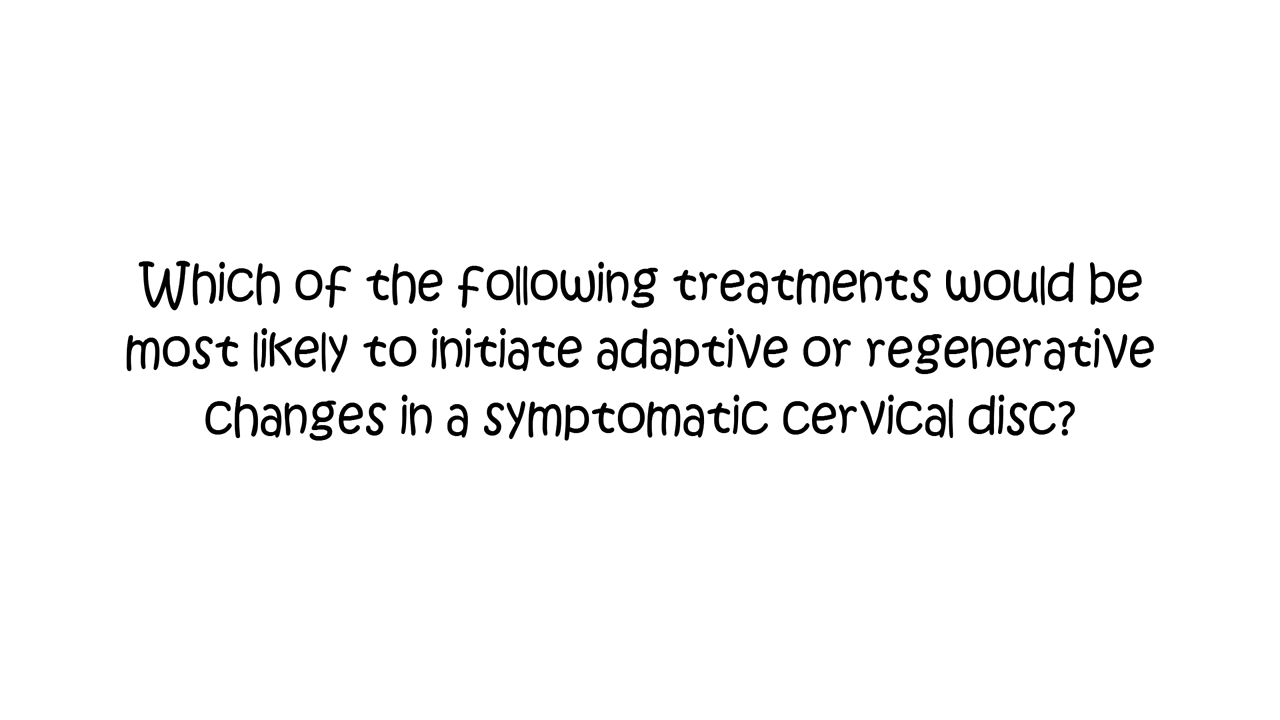 Which of the following treatments would be
most likely to initiate adaptive or regenerative
changes in a symptomatic cervical disc?